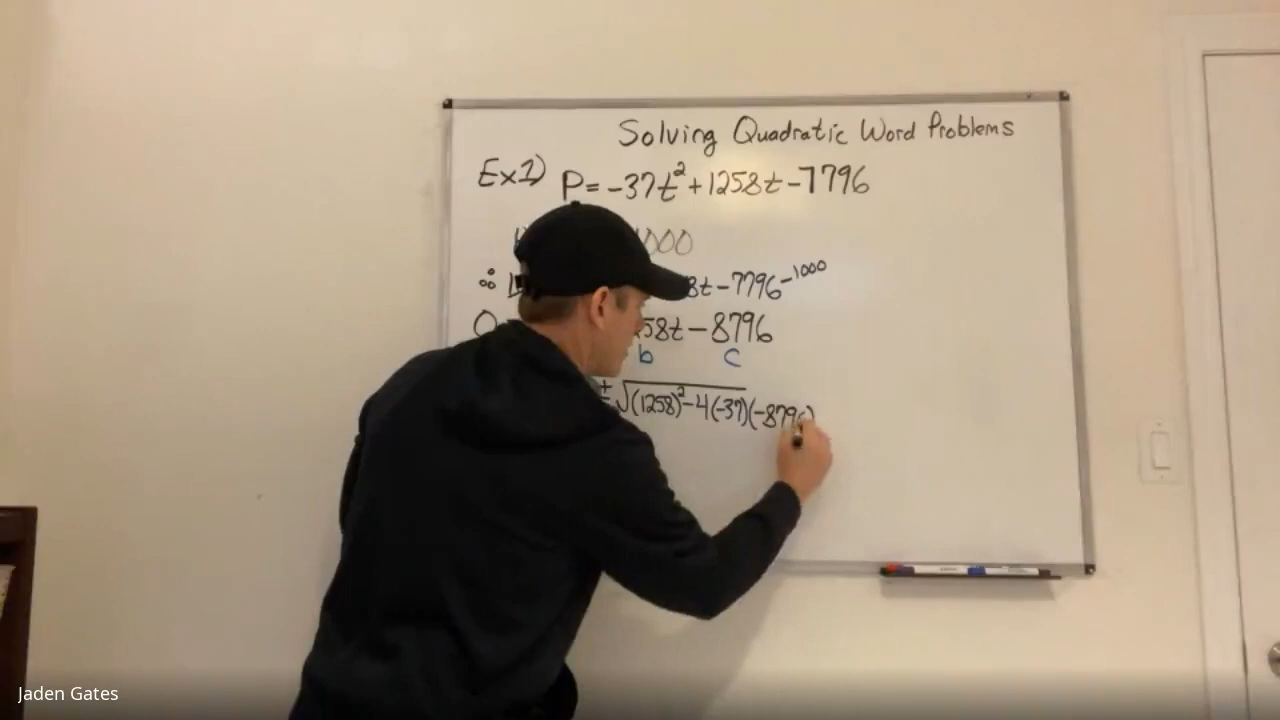 Solving Quadratic Word Problems
Ex1) P = -37t² + 1258t - 7796
1000
∴ 8t - 7796 - 1000
0 258t - 8796
b c
± √(1258)² - 4(-37)(-8796)
Jaden Gates